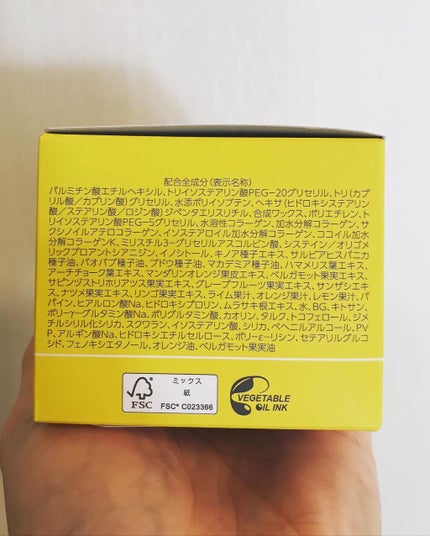 配合全成分(表示名称)
パルミチン酸エチルヘキシル、トリイソステアリン酸PEG-20グリセリル、トリ(カプ
リル酸/カプリン酸)グリセリル、水添ポリイソブテン、ヘキサ(ヒドロキシステアリン
酸/ステアリン酸/ロジン酸)ジペンタエリスリチル、合成ワックス、ポリエチレン、ト
リイソステアリン酸PEG-5グリセリル、水溶性コラーゲン、加水分解コラーゲン、サ
クシノイルアテロコラーゲン、イソステアロイル加水分解コラーゲン、ココイル加水
分解コラーゲンK、ミリスチル3-グリセリルアスコルビン酸、システイン/オリゴメ
リックプロアントシアニジン、イノシトール、キノア種子エキス、サルビアヒスパニカ
種子油、バオバブ種子油、ブドウ種子油、マカデミア種子油、ハマメリス葉エキス、
アーチチョーク葉エキス、マンダリンオレンジ果皮エキス、ベルガモット果実エキス、
サピンヅストリホリアツス果実エキス、グレープフルーツ果実エキス、サンザシエキ
ス、ナツメ果実エキス、リンゴ果実エキス、ライム果汁、オレンジ果汁、レモン果汁、パ
パイン、ヒアルロン酸Na、ヒドロキシプロリン、ムラサキ根エキス、水、BG、キトサン、
ポリ-γ-グルタミン酸Na、ポリグルタミン酸、カオリン、タルク、トコフェロール、ジメ
チルシリル化シリカ、スクワラン、イソステアリン酸、シリカ、ベヘニルアルコール、PV
P、アルギン酸Na、ヒドロキシエチルセルロース、ポリ-ε-リシン、セテアリルグルコ
シド、フェノキシエタノール、オレンジ油、ベルガモット果実油
FSC
ミックス
紙
FSC® C023366
VEGETABLE
OIL INK